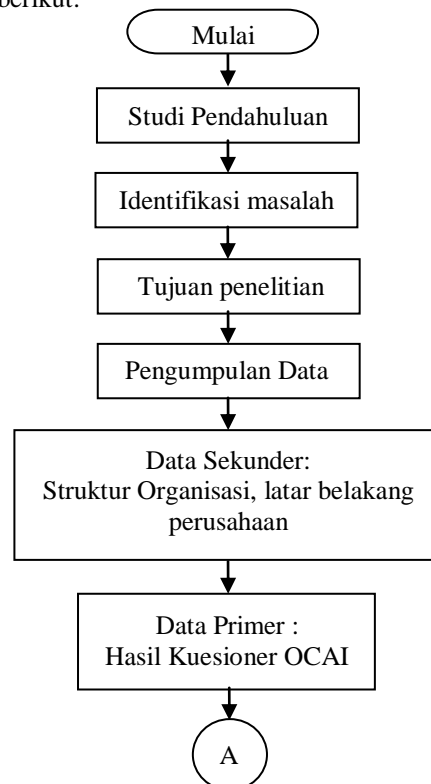 berikut:
Mulai
Studi Pendahuluan
Identifikasi masalah
Tujuan penelitian
Pengumpulan Data
Data Sekunder:
Struktur Organisasi, latar belakang
perusahaan
Data Primer :
Hasil Kuesioner OCAI
A